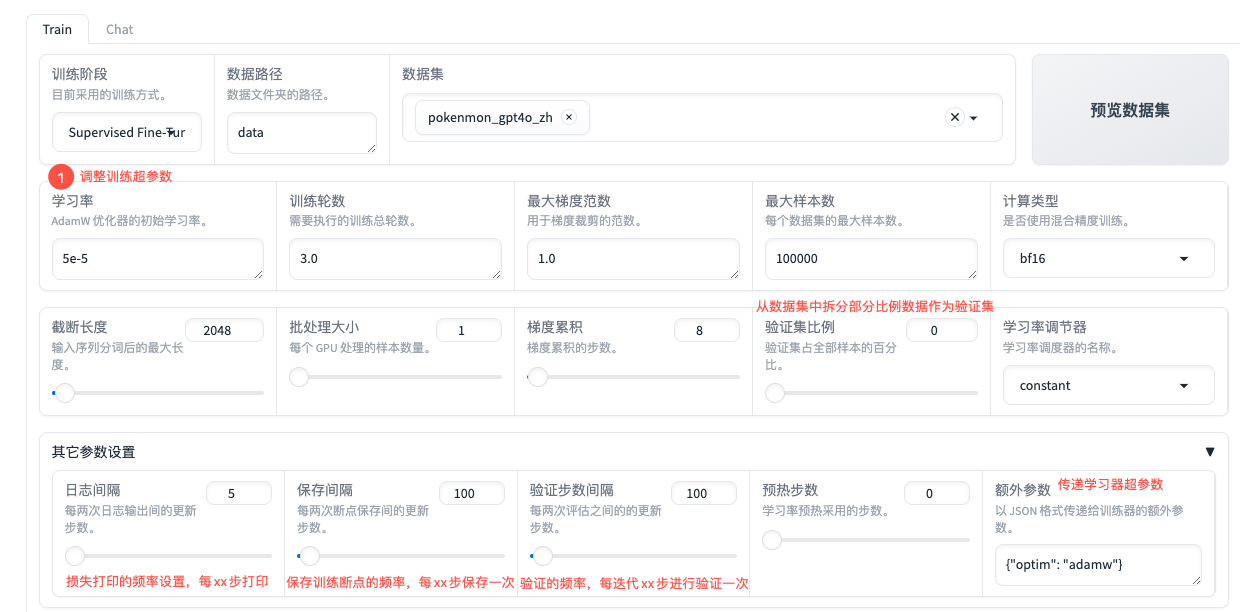 Train
Chat
训练阶段
目前采用的训练方式。
Supervised Fine-Tur
数据路径
数据文件夹的路径。
data
数据集
pokenmon_gpt4o_zh
预览数据集
1 调整训练超参数
学习率
AdamW 优化器的初始学习率。
5e-5
训练轮数
需要执行的训练总轮数。
3.0
最大梯度范数
用于梯度裁剪的范数。
1.0
最大样本数
每个数据集的最大样本数。
100000
计算类型
是否使用混合精度训练。
bf16
从数据集中拆分部分比例数据作为验证集
截断长度
2048
输入序列分词后的最大长
度。
批处理大小
1
每个 GPU 处理的样本数量。
梯度累积
8
梯度累积的步数。
验证集比例
0
验证集占全部样本的百分
比。
学习率调节器
学习率调度器的名称。
constant
其它参数设置
日志间隔
5
每两次日志输出间的更新
步数。
损失打印的频率设置，每xx步打印
保存间隔
100
每两次断点保存间的更新
步数。
保存训练断点的频率，每xx步保存一次
验证步数间隔
100
每两次评估之间的的更新
步数。
验证的频率，每迭代xx步进行验证一次
预热步数
0
学习率预热采用的步数。
额外参数
传递学习器超参数
以 JSON 格式传递给训练器的额外参
数。
{"optim": "adamw"}